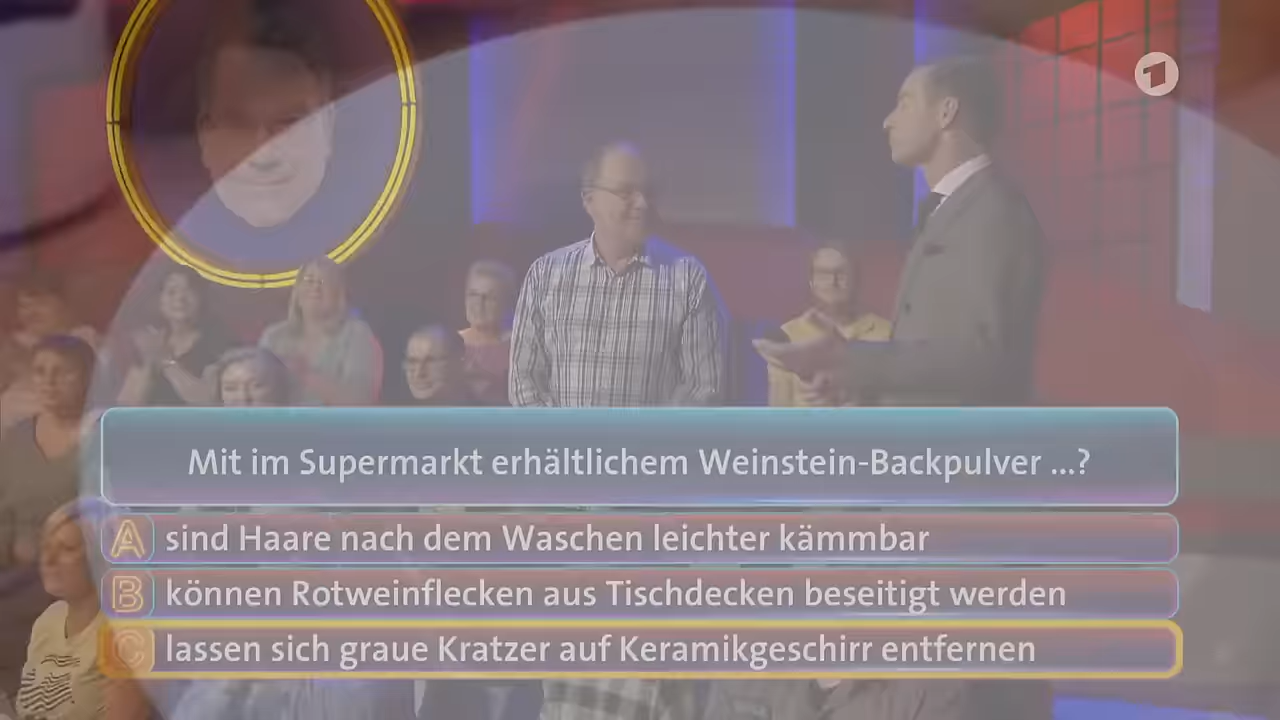 1
Mit im Supermarkt erhältlichem Weinstein-Backpulver ...?
A sind Haare nach dem Waschen leichter kämmbar
B können Rotweinflecken aus Tischdecken beseitigt werden
C lassen sich graue Kratzer auf Keramikgeschirr entfernen